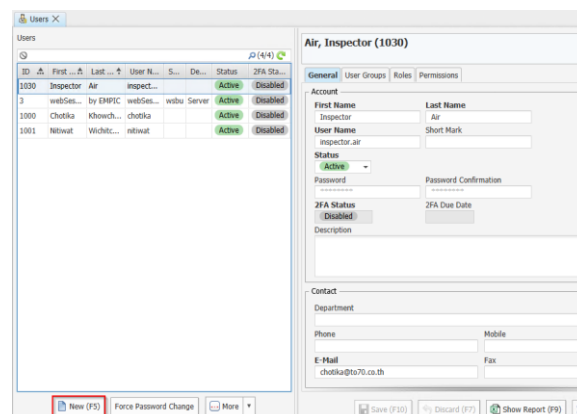 Users
Users
(4/4)
ID First ... Last ... User N... S... De... Status 2FA Sta...
1030 Inspector Air inspect... Active Disabled
3 webSes... by EMPIC webSes... wsbu Server Active Disabled
1000 Chotika Khowch... chotika Active Disabled
1001 Nitiwat Wichitc... nitiwat Active Disabled
New (F5) Force Password Change More
Air, Inspector (1030)
General User Groups Roles Permissions
Account
First Name Last Name
Inspector Air
User Name Short Mark
inspector.air
Status
Active
Password Password Confirmation
******** ********
2FA Status 2FA Due Date
Disabled
Description
Contact
Department
Phone Mobile
E-Mail Fax
chotika@to70.co.th
Save (F10) Discard (F7) Show Report (F9)